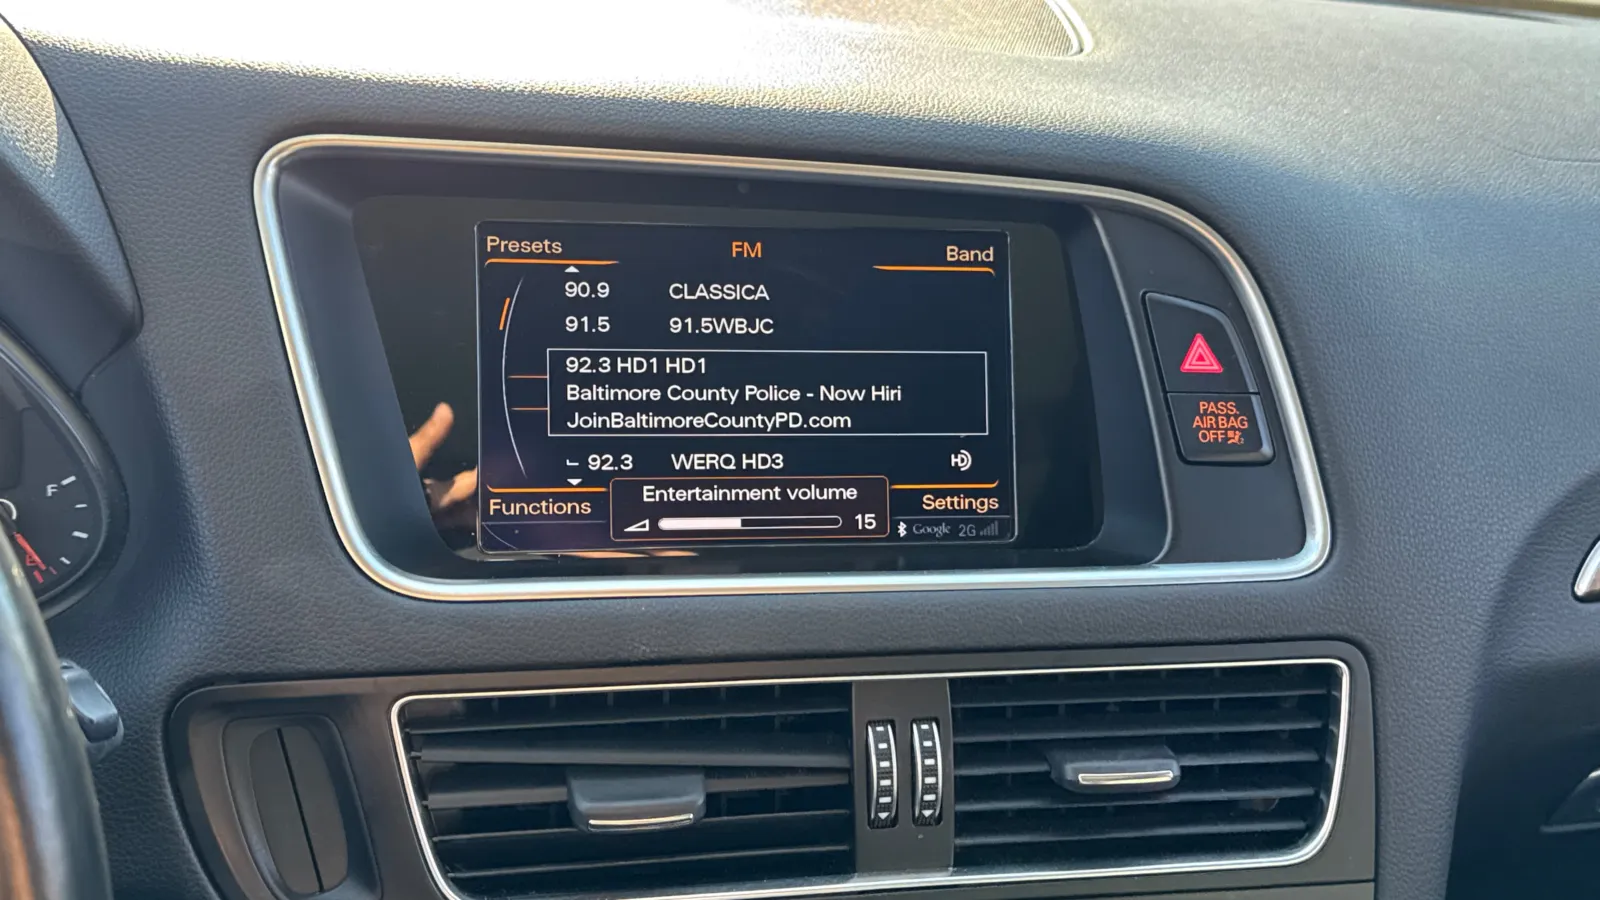 Presets FM Band
90.9 CLASSICA
91.5 91.5WBJC
92.3 HD1 HD1
Baltimore County Police - Now Hiri
JoinBaltimoreCountyPD.com
92.3 WERQ HD3 HD
Entertainment volume
15
Functions
Settings
Google 2G
PASS.
AIR BAG
OFF
F